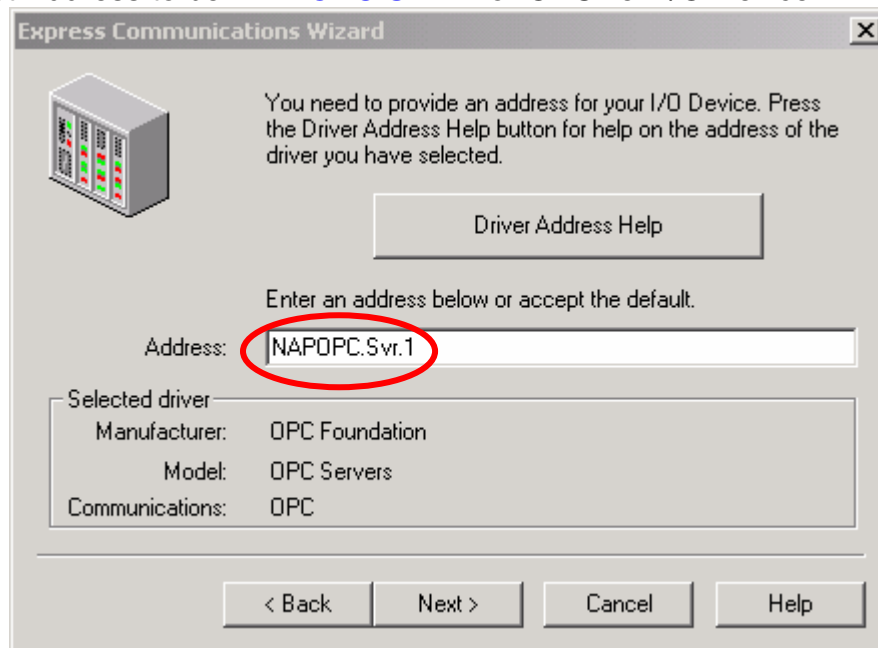 Express Communications Wizard
You need to provide an address for your I/O Device. Press
the Driver Address Help button for help on the address of the
driver you have selected.
Driver Address Help
Enter an address below or accept the default.
Address: NAPOPC.Svr.1
Selected driver
Manufacturer: OPC Foundation
Model: OPC Servers
Communications: OPC
< Back Next > Cancel Help